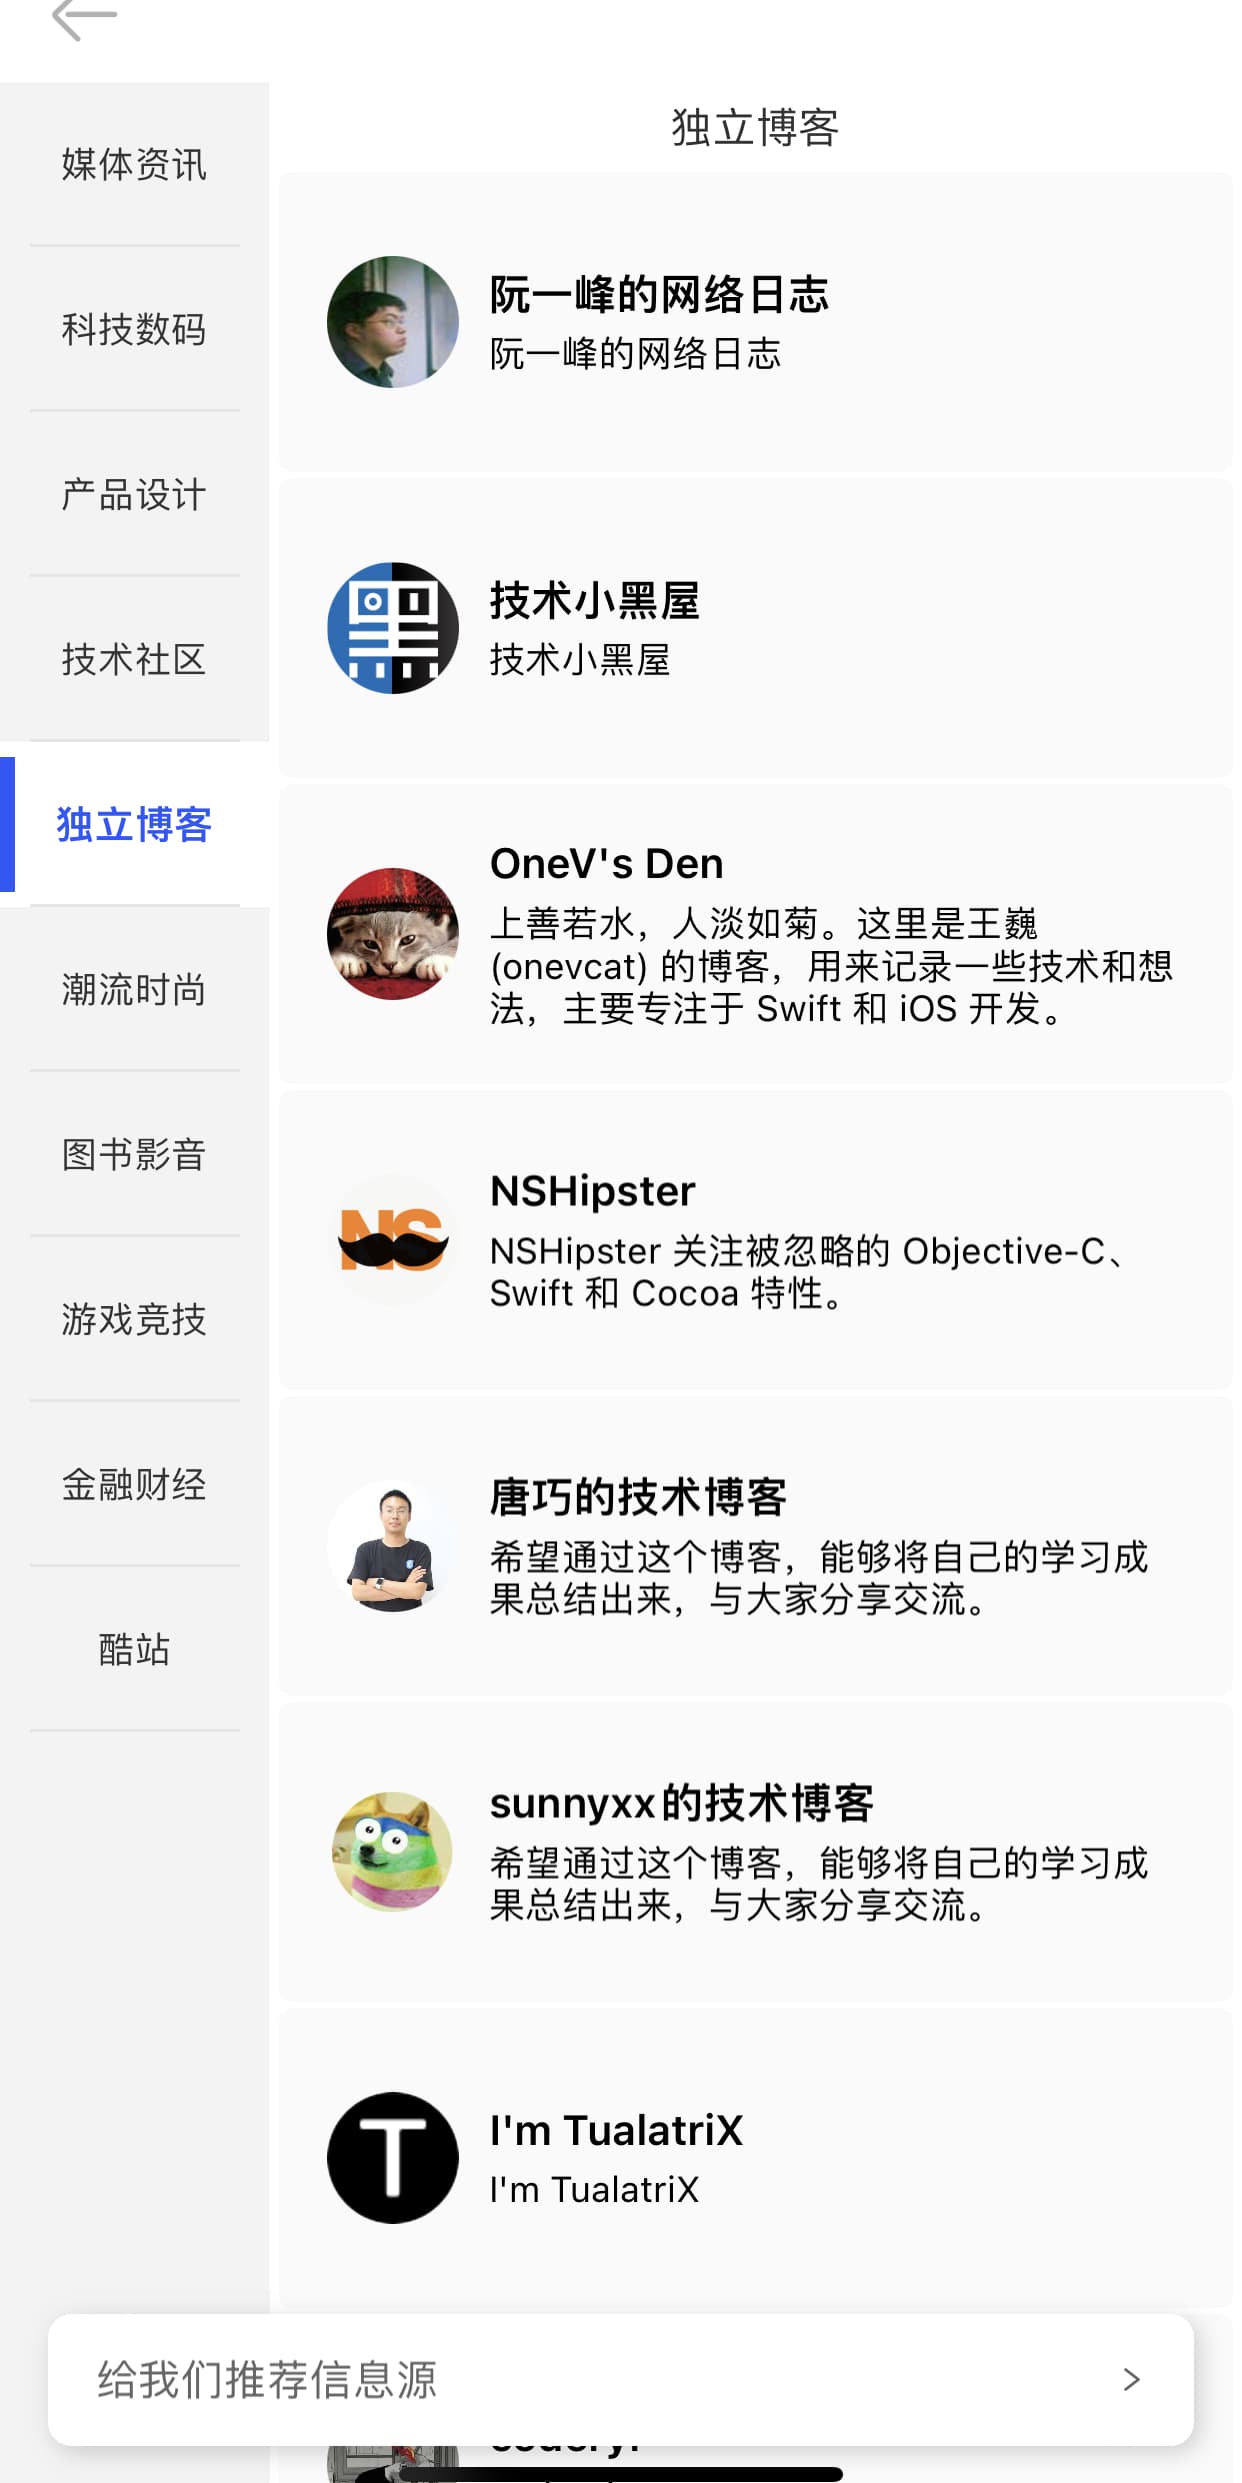 独立博客
媒体资讯
科技数码
产品设计
技术社区
独立博客
潮流时尚
图书影音
游戏竞技
金融财经
酷站
阮一峰的网络日志
阮一峰的网络日志
黑
技术小黑屋
技术小黑屋
OneV's Den
上善若水，人淡如菊。这里是王巍
(onevcat) 的博客，用来记录一些技术和想
法，主要专注于 Swift 和 iOS 开发。
NS
NSHipster
NSHipster 关注被忽略的 Objective-C、
Swift 和 Cocoa 特性。
唐巧的技术博客
希望通过这个博客，能够将自己的学习成
果总结出来，与大家分享交流。
sunnyxx的技术博客
希望通过这个博客，能够将自己的学习成
果总结出来，与大家分享交流。
T
I'm TualatriX
I'm TualatriX
给我们推荐信息源